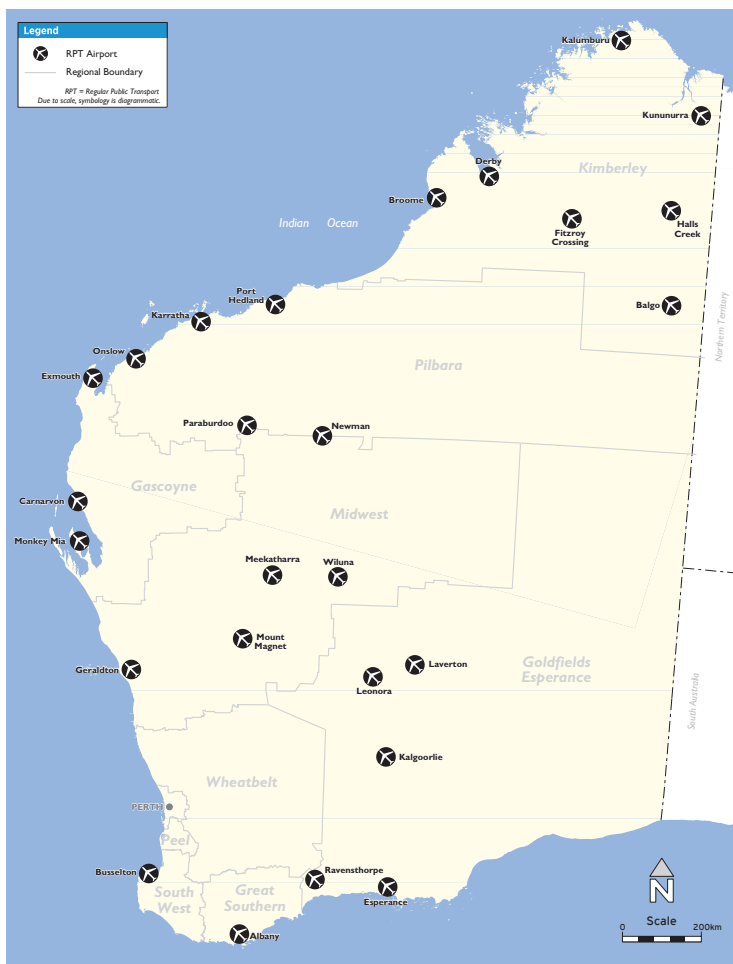 Legend
RPT Airport
Regional Boundary
RPT = Regular Public Transport
Due to scale, symbology is diagrammatic.
Kalumburu
Kununurra
Derby
Kimberley
Broome
Halls
Creek
Fitzroy
Crossing
Indian Ocean
Port
Hedland
Balgo
Karratha
Northern Territory
Onslow
Pilbara
Exmouth
Paraburdoo
Newman
Gascoyne
Carnarvon
Midwest
Monkey Mia
Meekatharra
Wiluna
Mount
Magnet
Geraldton
Laverton
Goldfields
Esperance
Leonora
South Australia
Kalgoorlie
Wheatbelt
PERTH
Peel
Busselton
Ravensthorpe
South
West
Great
Southern
Esperance
Albany
N
Scale
0 200km